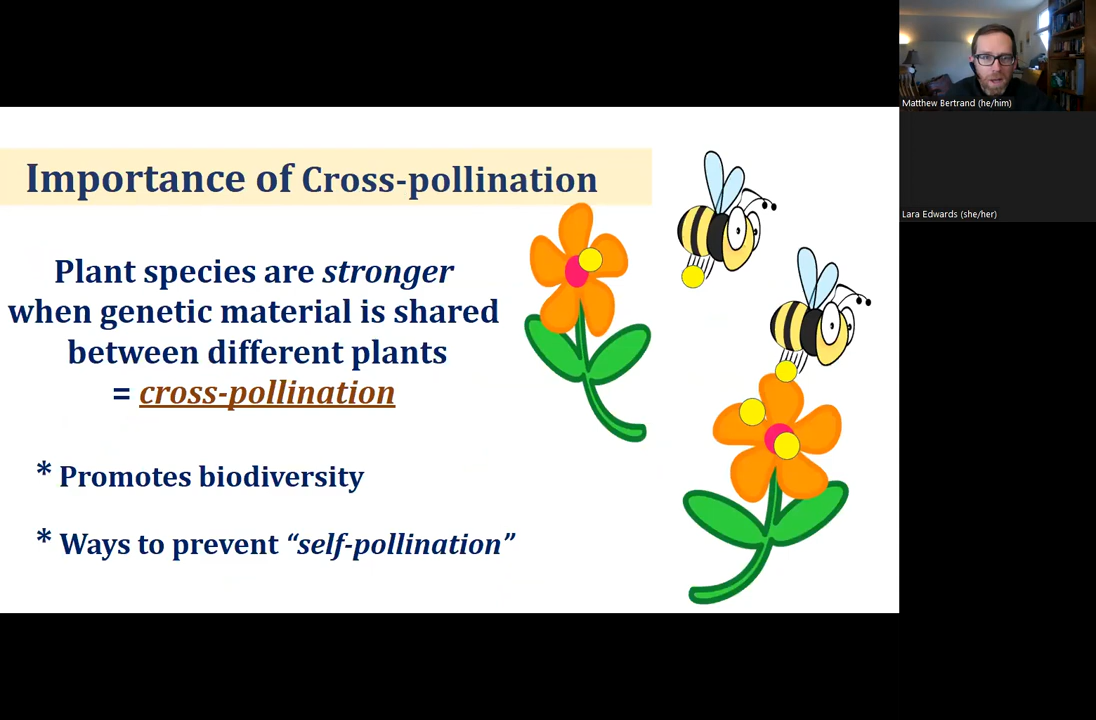 Importance of Cross-pollination
Plant species are stronger
when genetic material is shared
between different plants
= cross-pollination
* Promotes biodiversity
* Ways to prevent “self-pollination”
Matthew Bertrand (he/him)
Lara Edwards (she/her)